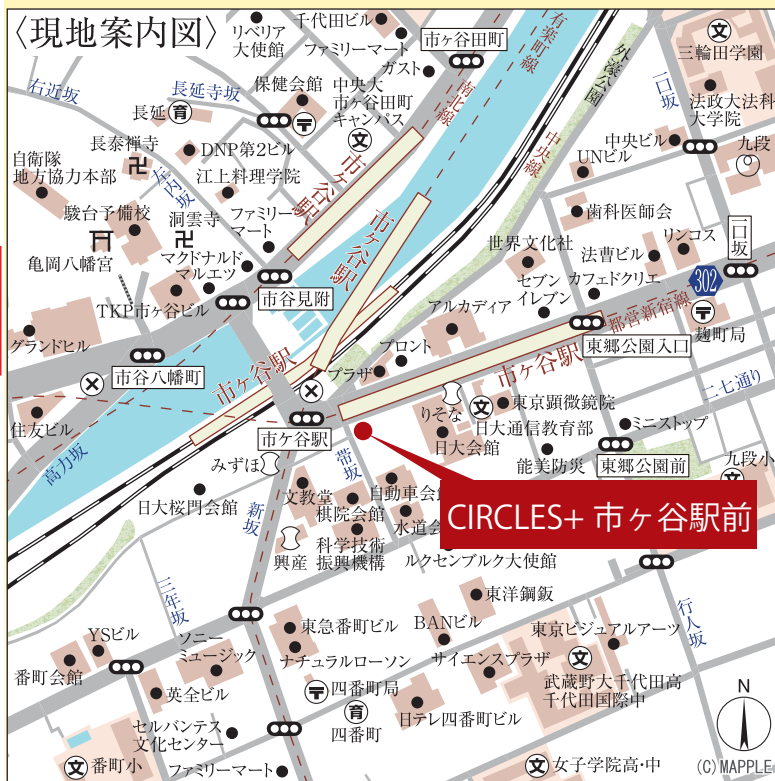 〈現地案内図〉
リベリア
大使館
千代田ビル
ファミリーマート
ガスト
市ヶ谷田町
有楽町線
外濠公園
三輪田学園
二口坂
法政大法科
大学院
右近坂
長延寺坂
長延
保健会館
中央大
市ヶ谷田町
キャンパス
南北線
中央線
中央ビル
UNビル
九段
長泰禅寺
DNP第2ビル
自衛隊
地方協力本部
左内坂
江上料理学院
市ヶ谷駅
歯科医師会
駿台予備校
洞雲寺
ファミリー
マート
市ヶ谷駅
世界文化社
法曹ビル
リンコス
一口坂
亀岡八幡宮
マクドナルド
マルエツ
市谷見附
セブン
イレブン
カフェドクリエ
302
TKP市ヶ谷ビル
アルカディア
都営新宿線
麹町局
グランドヒル
市谷八幡町
市ヶ谷駅
プロント
プラザ
市ヶ谷駅
東郷公園入口
二七通り
住友ビル
市ケ谷駅
りそな
東京顕微鏡院
日大通信教育部
ミニストップ
高力坂
みずほ
帯坂
日大会館
能美防災
東郷公園前
九段小
日大桜門会館
新坂
文教堂
棋院会館
自動車会
水道会
CIRCLES+ 市ヶ谷駅前
興産
科学技術
振興機構
ルクセンブルク大使館
三年坂
東洋鋼鈑
行人坂
YSビル
ソニー
ミュージック
東急番町ビル
BANビル
東京ビジュアルアーツ
番町会館
ナチュラルローソン
サイエンスプラザ
英全ビル
四番町局
武蔵野大千代田高
千代田国際中
セルバンテス
文化センター
四番町
日テレ四番町ビル
N
番町小
ファミリーマート
女子学院高・中
(C)MAPPLE